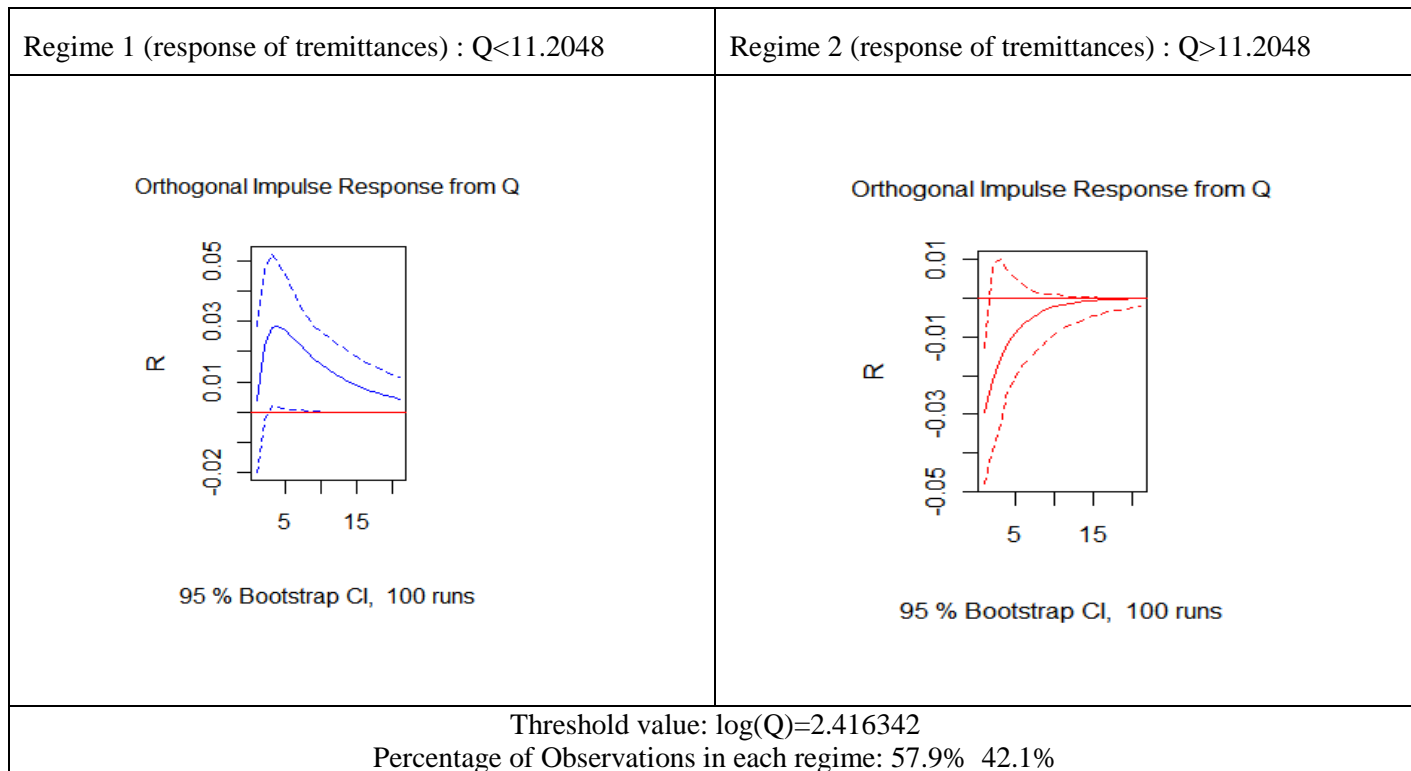 Regime 1 (response of tremittances) : Q<11.2048
Regime 2 (response of tremittances) : Q>11.2048
Orthogonal Impulse Response from Q
R
0.05
0.03
0.01
-0.02
5 15
95 % Bootstrap CI, 100 runs
Orthogonal Impulse Response from Q
R
0.01
-0.01
-0.03
-0.05
5 15
95 % Bootstrap CI, 100 runs
Threshold value: log(Q)=2.416342
Percentage of Observations in each regime: 57.9% 42.1%